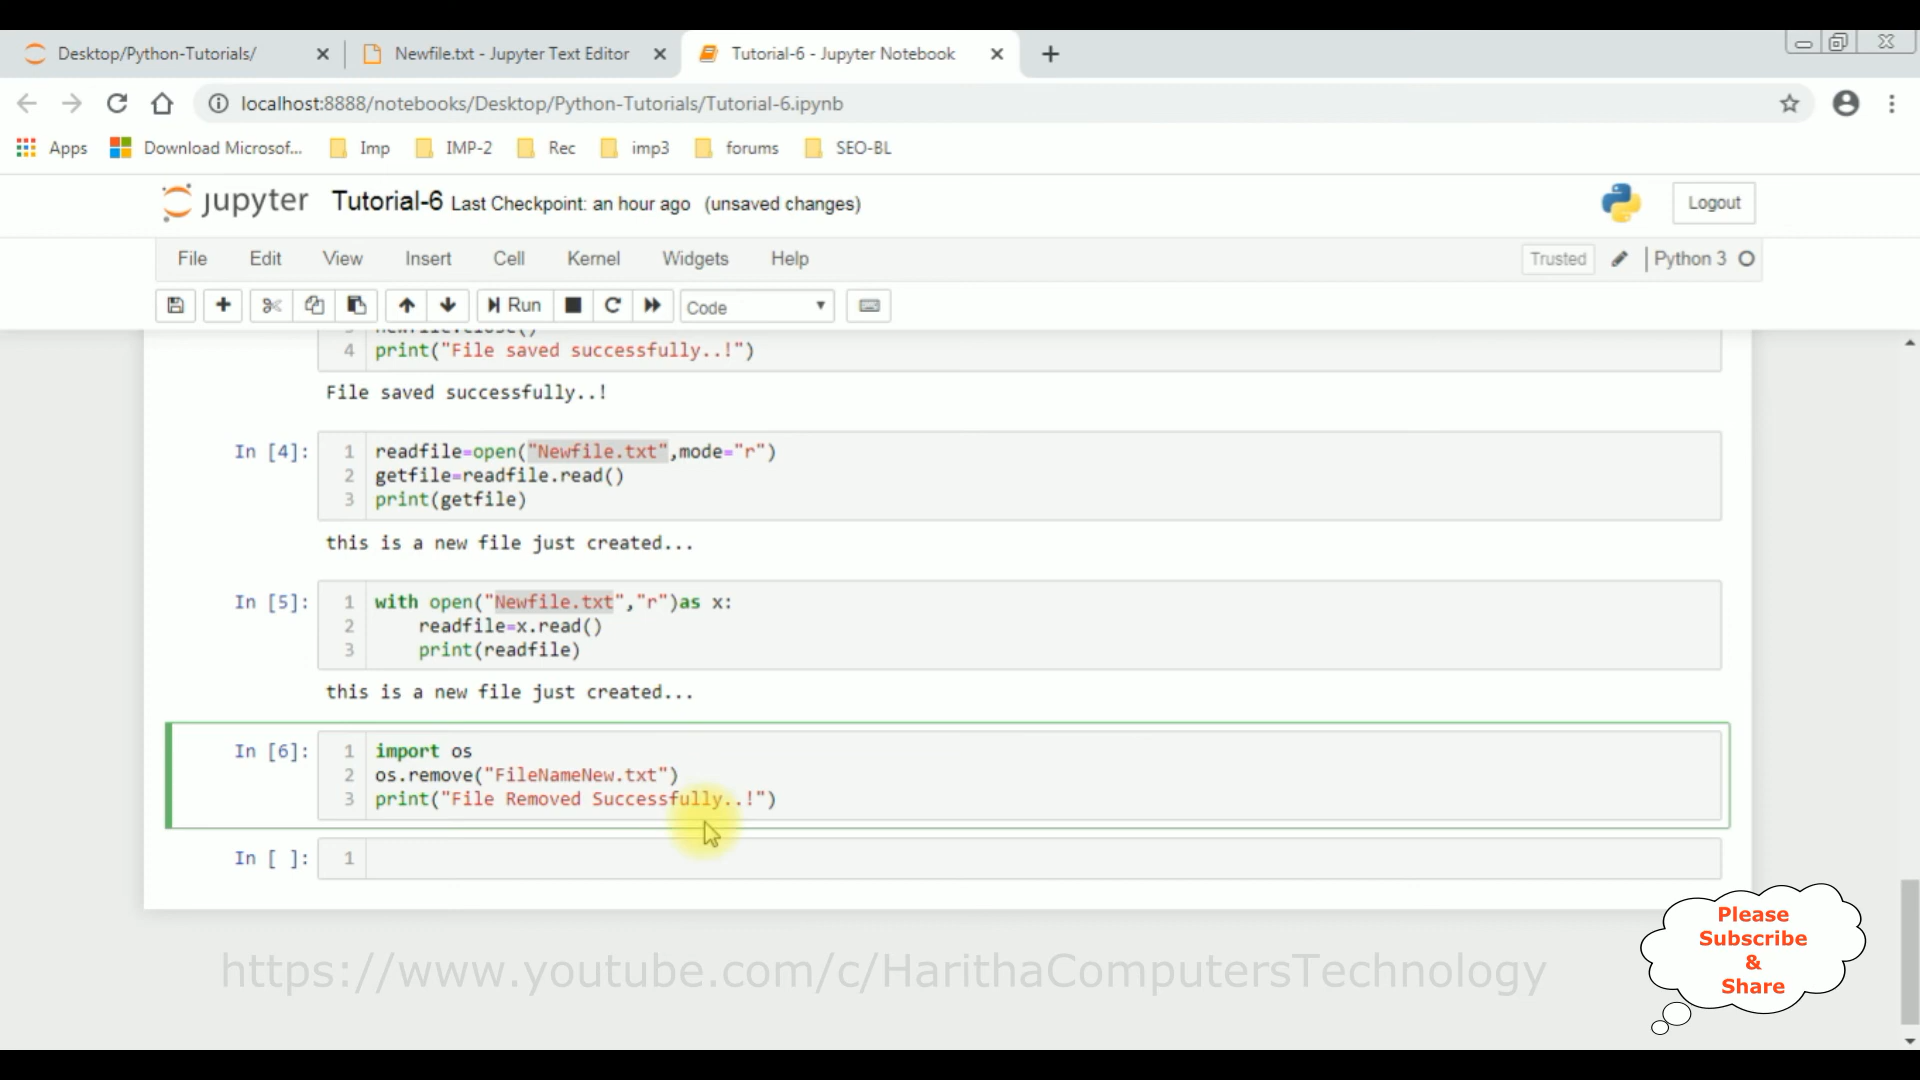 Desktop/Python-Tutorials/
Newfile.txt - Jupyter Text Editor
Tutorial-6 - Jupyter Notebook
localhost:8888/notebooks/Desktop/Python-Tutorials/Tutorial-6.ipynb
Apps
Download Microsof...
Imp
IMP-2
Rec
imp3
forums
SEO-BL
jupyter Tutorial-6 Last Checkpoint: an hour ago (unsaved changes)
Logout
File Edit View Insert Cell Kernel Widgets Help
Trusted
Python 3
Run
Code
3 newfile.close()
4 print("File saved successfully..!")
File saved successfully..!
In [4]:
1 readfile=open("Newfile.txt",mode="r")
2 getfile=readfile.read()
3 print(getfile)
this is a new file just created...
In [5]:
1 with open("Newfile.txt","r")as x:
2     readfile=x.read()
3     print(readfile)
this is a new file just created...
In [6]:
1 import os
2 os.remove("FileNameNew.txt")
3 print("File Removed Successfully..!")
In [ ]:
1
https://www.youtube.com/c/HarithaComputersTechnology
Please
Subscribe
&
Share